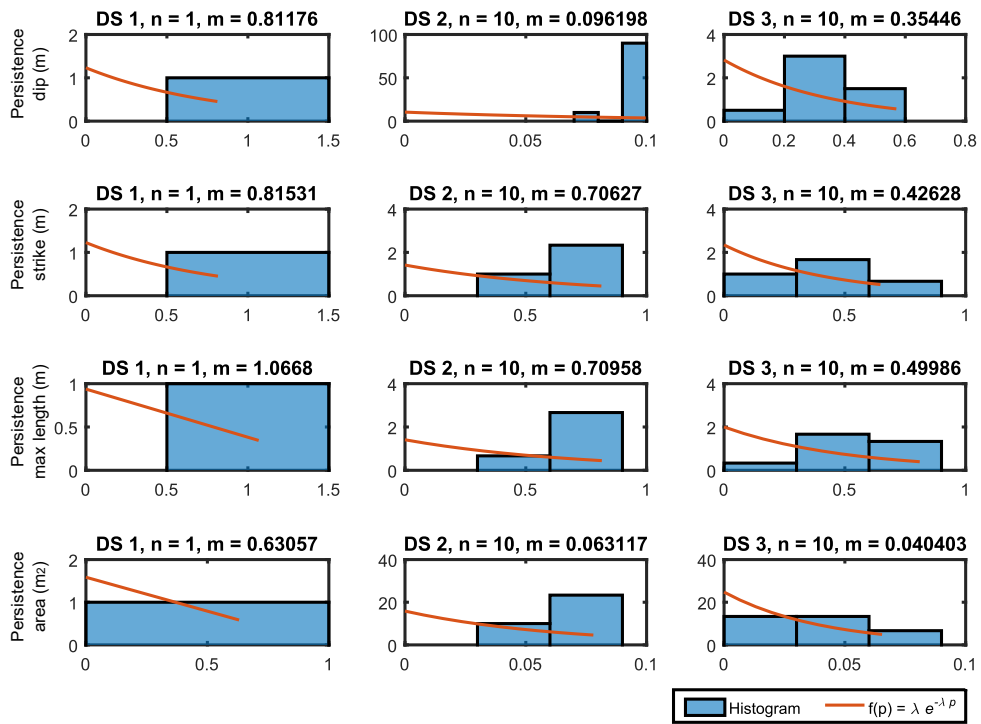 DS 1, n = 1, m = 0.81176
DS 2, n = 10, m = 0.096198
DS 3, n = 10, m = 0.35446
Persistence
dip (m)
2
1
0
0 0.5 1 1.5
100
50
0
0 0.05 0.1
4
2
0
0 0.2 0.4 0.6 0.8
DS 1, n = 1, m = 0.81531
DS 2, n = 10, m = 0.70627
DS 3, n = 10, m = 0.42628
Persistence
strike (m)
2
1
0
0 0.5 1 1.5
4
2
0
0 0.5 1
4
2
0
0 0.5 1
DS 1, n = 1, m = 1.0668
DS 2, n = 10, m = 0.70958
DS 3, n = 10, m = 0.49986
Persistence
max length (m)
1
0.5
0
0 0.5 1 1.5
4
2
0
0 0.5 1
4
2
0
0 0.5 1
DS 1, n = 1, m = 0.63057
DS 2, n = 10, m = 0.063117
DS 3, n = 10, m = 0.040403
Persistence
area (m2)
2
1
0
0 0.5 1
40
20
0
0 0.05 0.1
40
20
0
0 0.05 0.1
Histogram
f(p) = λ e^-λ p